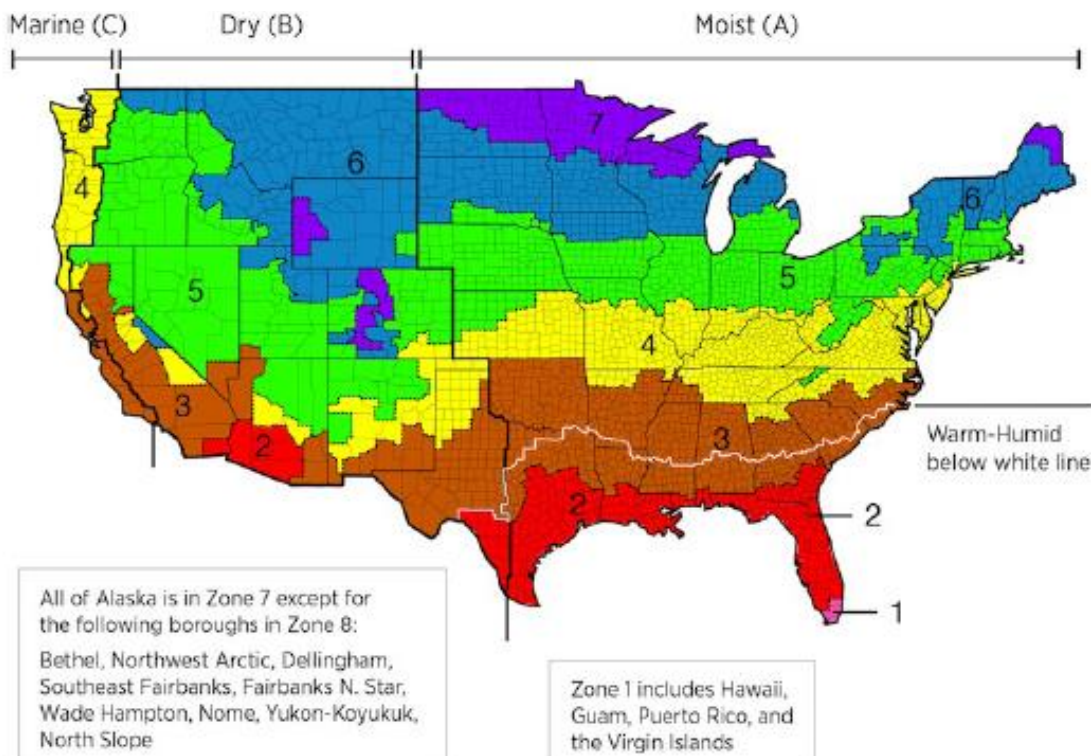 Marine (C)
Dry (B)
Moist (A)
7
6
4
6
5
5
4
3
3
2
2
Warm-Humid
below white line
2
1
All of Alaska is in Zone 7 except for
the following boroughs in Zone 8:
Bethel, Northwest Arctic, Dellingham,
Southeast Fairbanks, Fairbanks N. Star,
Wade Hampton, Nome, Yukon-Koyukuk,
North Slope
Zone 1 includes Hawaii,
Guam, Puerto Rico, and
the Virgin Islands